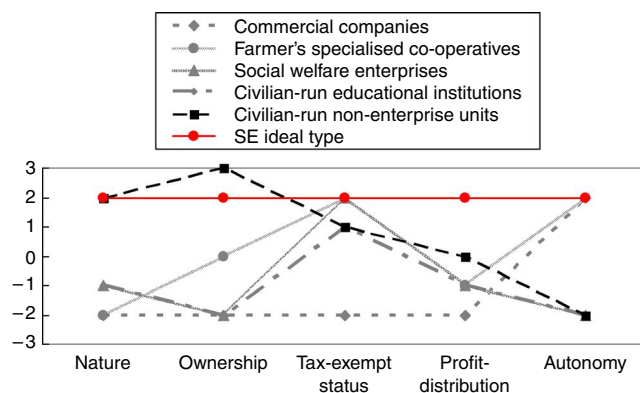 Commercial companies
Farmer's specialised co-operatives
Social welfare enterprises
Civilian-run educational institutions
Civilian-run non-enterprise units
SE ideal type
3
2
1
0
−1
−2
−3
Nature
Ownership
Tax-exempt
status
Profit-
distribution
Autonomy